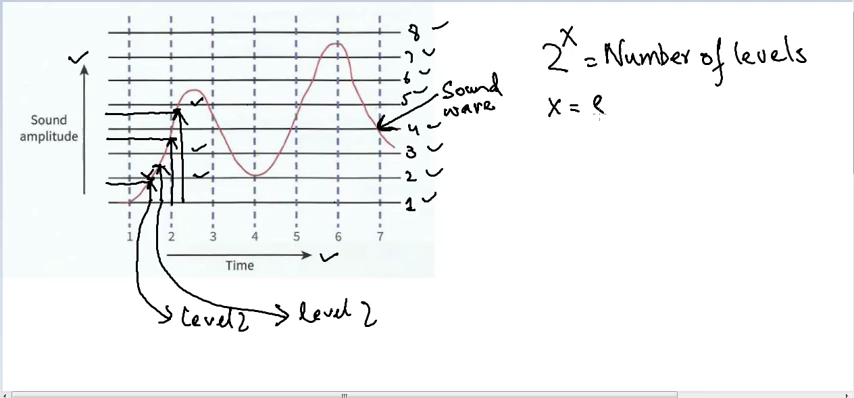 8
7
6
5
4
3
2
1
Sound
wave
Sound
amplitude
1 2 3 4 5 6 7
Time
Level 2
level 2
2^x = Number of levels
x = e